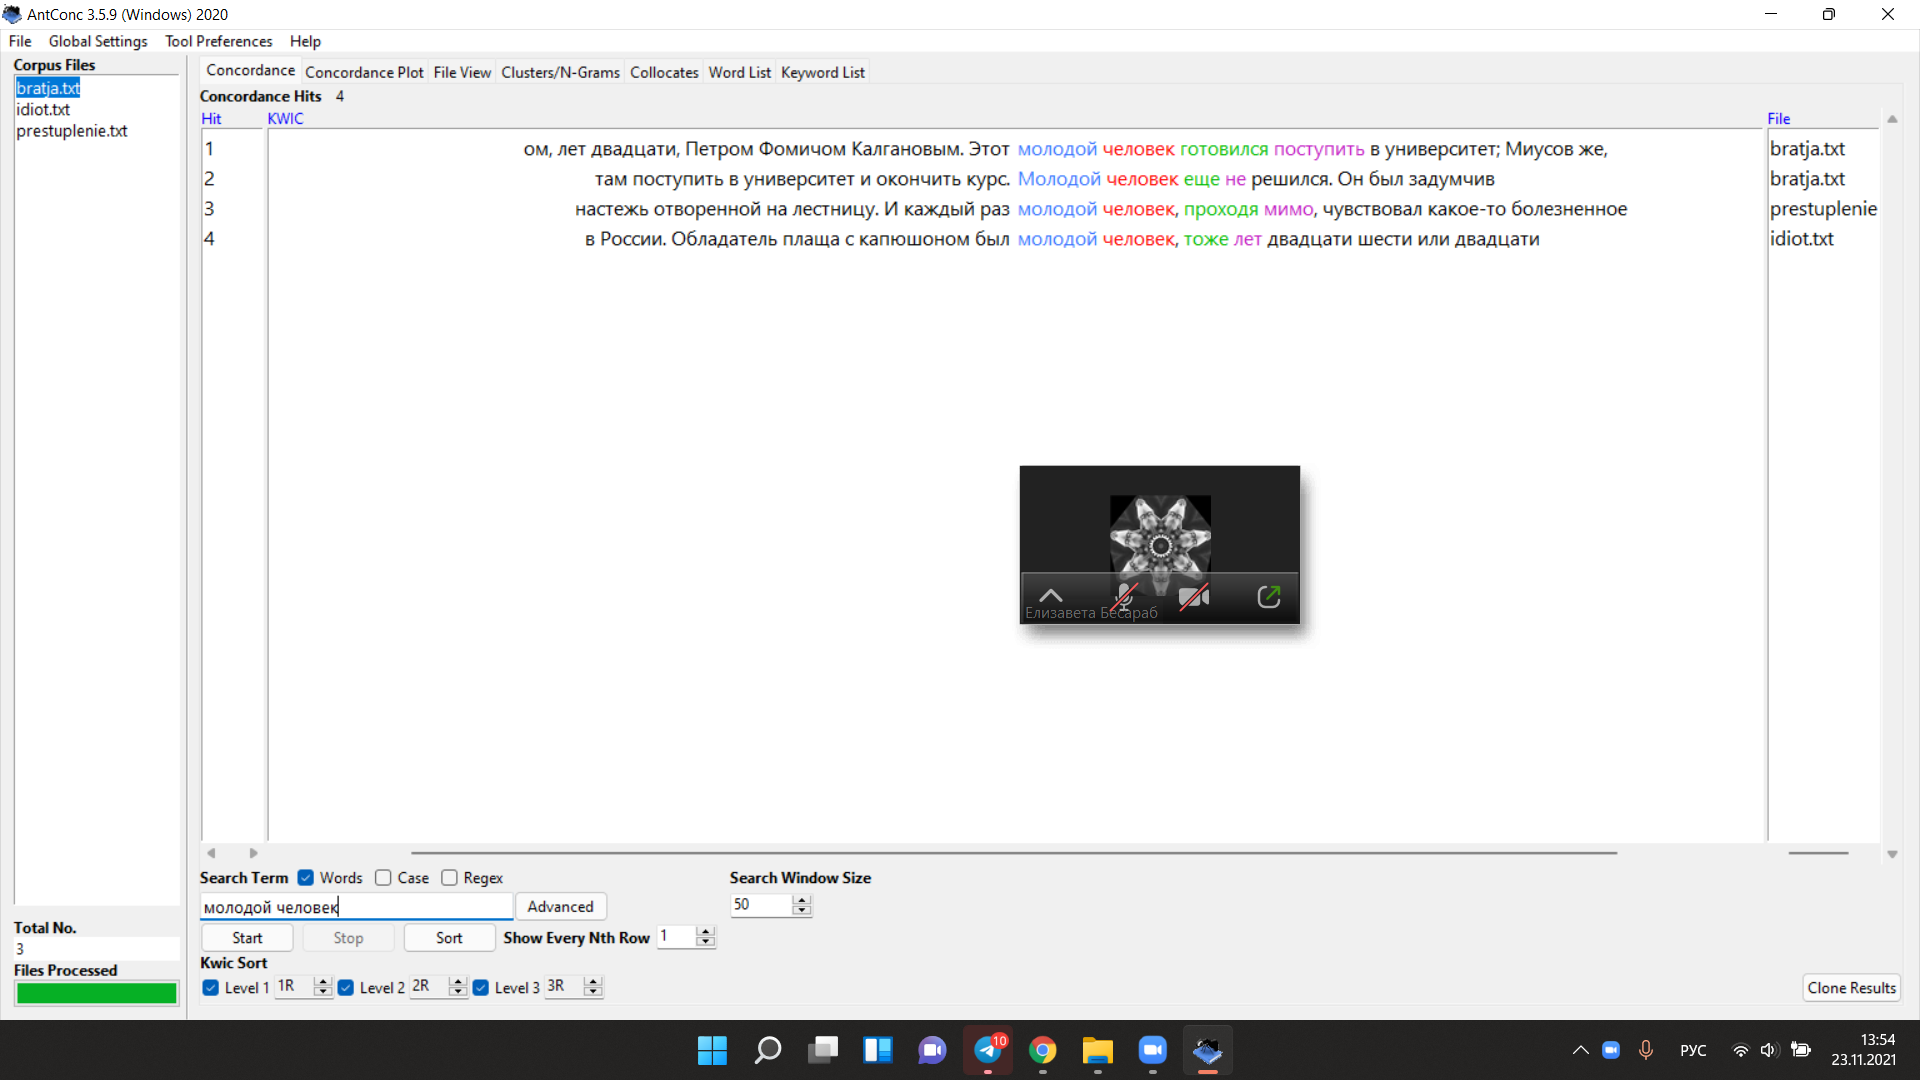 AntConc 3.5.9 (Windows) 2020
File Global Settings Tool Preferences Help
Corpus Files
bratja.txt
idiot.txt
prestuplenie.txt
Total No.
3
Files Processed
Concordance Concordance Plot File View Clusters/N-Grams Collocates Word List Keyword List
Concordance Hits 4
Hit KWIC File
1 ом, лет двадцати, Петром Фомичом Калгановым. Этот молодой человек готовился поступить в университет; Миусов же, bratja.txt
2 там поступить в университет и окончить курс. Молодой человек еще не решился. Он был задумчив bratja.txt
3 настежь отворенной на лестницу. И каждый раз молодой человек, проходя мимо, чувствовал какое-то болезненное prestuplenie
4 в России. Обладатель плаща с капюшоном был молодой человек, тоже лет двадцати шести или двадцати idiot.txt
Елизавета Бесараб
Search Term Words Case Regex Search Window Size
молодой человек Advanced 50
Start Stop Sort Show Every Nth Row 1
Kwic Sort
Level 1 1R Level 2 2R Level 3 3R Clone Results
10
РУС
13:54
23.11.2021